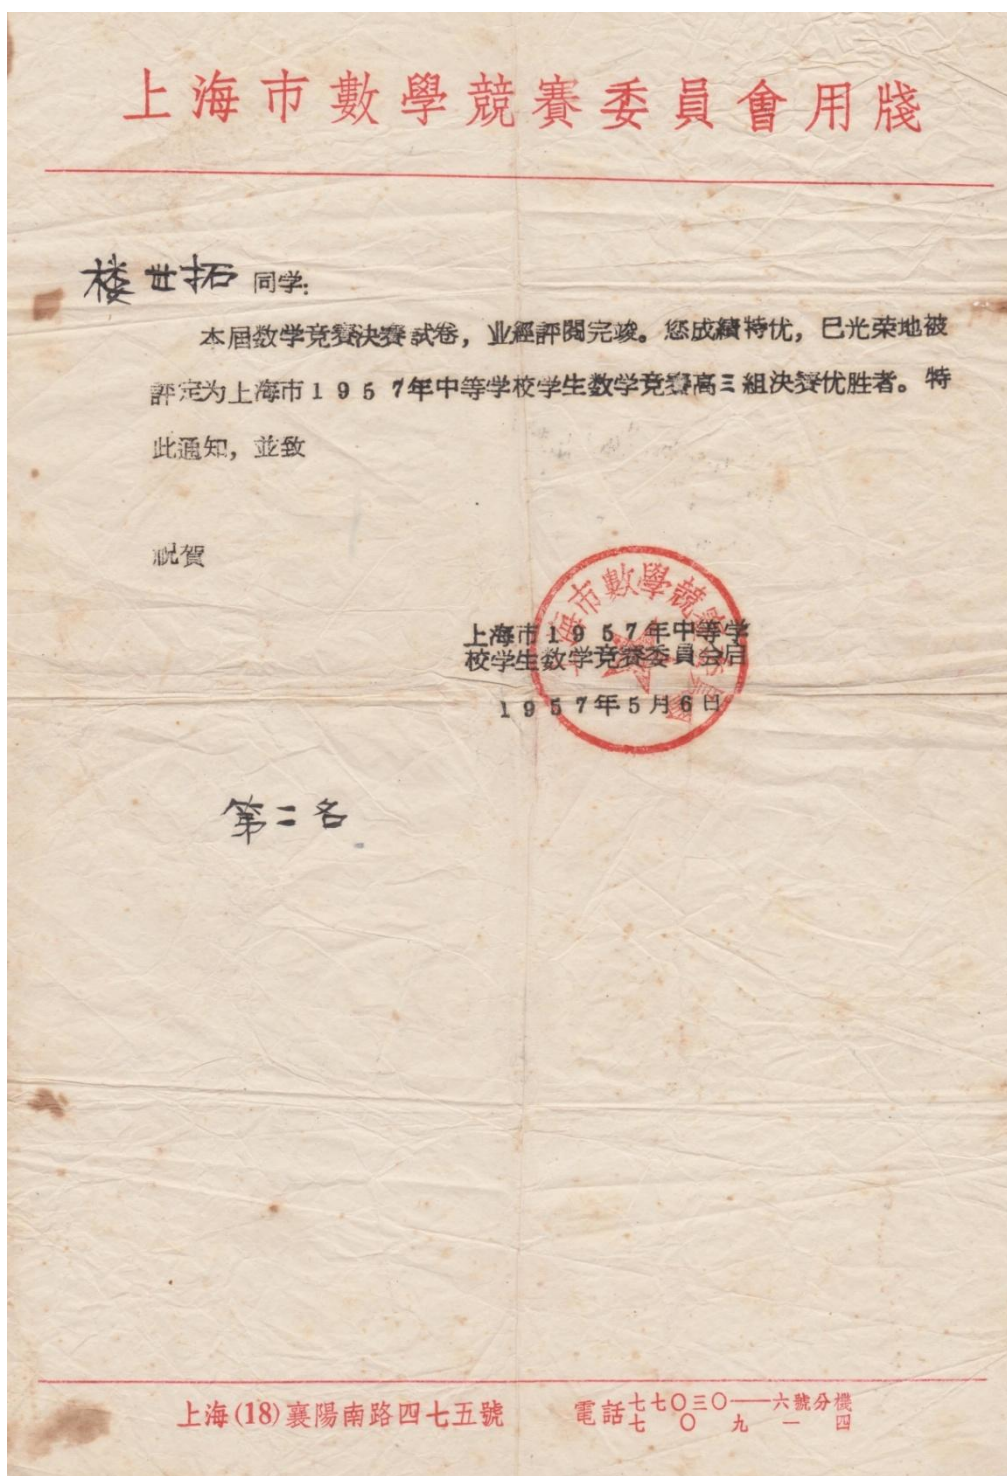 上海市數學競賽委員會用牋
楼世拓 同学:
本届数学竞賽决賽試卷，业經評閱完竣。您成績特优，已光荣地被
評定为上海市1957年中等学校学生数学竞賽高三組决賽优胜者。特
此通知，並致
祝賀
上海市1957年中等学
校学生数学竞賽委員会启
1957年5月6日
第二名
上海(18)襄陽南路四七五號
電話七七〇三〇一一六號分機
七〇九一四